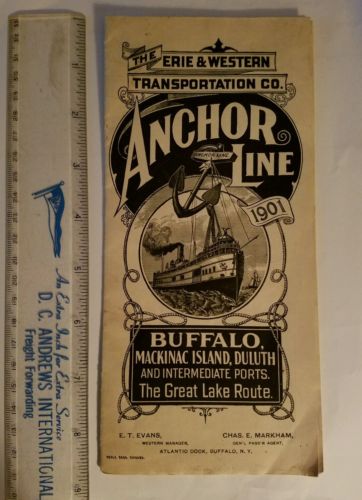 THE ERIE & WESTERN
TRANSPORTATION CO.
ANCHOR
ANCHOR LINE
LINE
1901
BUFFALO,
MACKINAC ISLAND, DULUTH
AND INTERMEDIATE PORTS.
The Great Lake Route.
E. T. EVANS,
WESTERN MANAGER,
CHAS. E. MARKHAM,
GEN'L PASS'R AGENT,
ATLANTIC DOCK, BUFFALO, N.Y.
An Extra Inch for Extra Service
D. C. ANDREWS INTERNATIONAL
Freight Forwarding